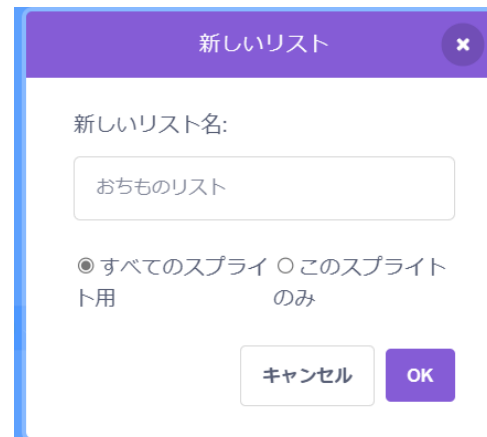 新しいリスト
新しいリスト名:
おちものリスト
すべてのスプライ
ト用
このスプライト
のみ
キャンセル
OK